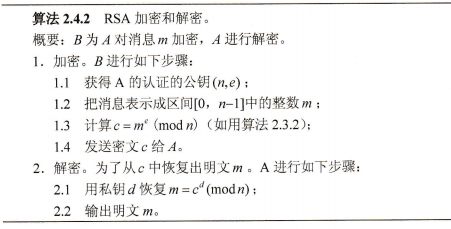 算法 2.4.2 RSA 加密和解密。
概要：B 为 A 对消息 m 加密，A 进行解密。
1. 加密。B 进行如下步骤：
1.1 获得 A 的认证的公钥 (n,e)；
1.2 把消息表示成区间[0，n–1]中的整数 m；
1.3 计算 c = mᵉ (mod n)（如用算法 2.3.2）；
1.4 发送密文 c 给 A。
2. 解密。为了从 c 中恢复出明文 m 。A 进行如下步骤：
2.1 用私钥 d 恢复 m = cᵈ (mod n)；
2.2 输出明文 m。